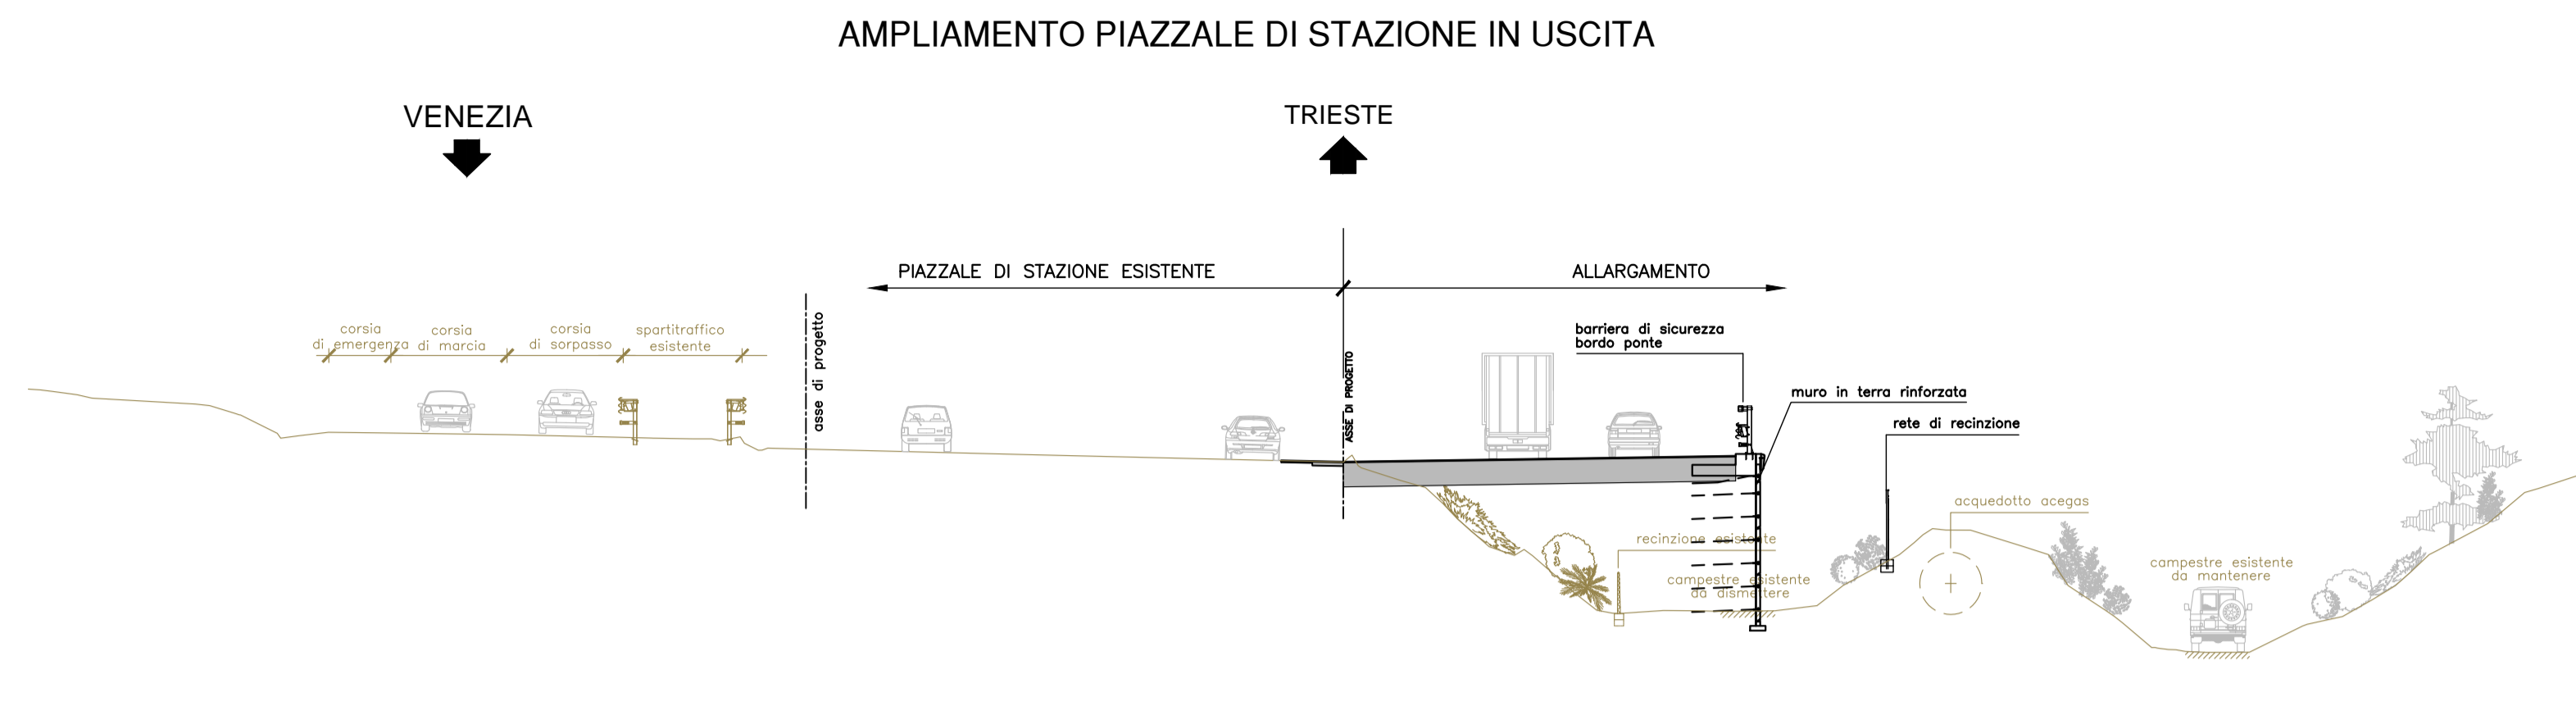 AMPLIAMENTO PIAZZALE DI STAZIONE IN USCITA
VENEZIA
TRIESTE
PIAZZALE DI STAZIONE ESISTENTE
ALLARGAMENTO
corsia
di emergenza
corsia
di marcia
corsia
di sorpasso
spartitraffico
esistente
asse di progetto
ASSE DI PROGETTO
barriera di sicurezza
bordo ponte
muro in terra rinforzata
rete di recinzione
acquedotto acegas
recinzione esistente
campestre esistente
da dismettere
campestre esistente
da mantenere